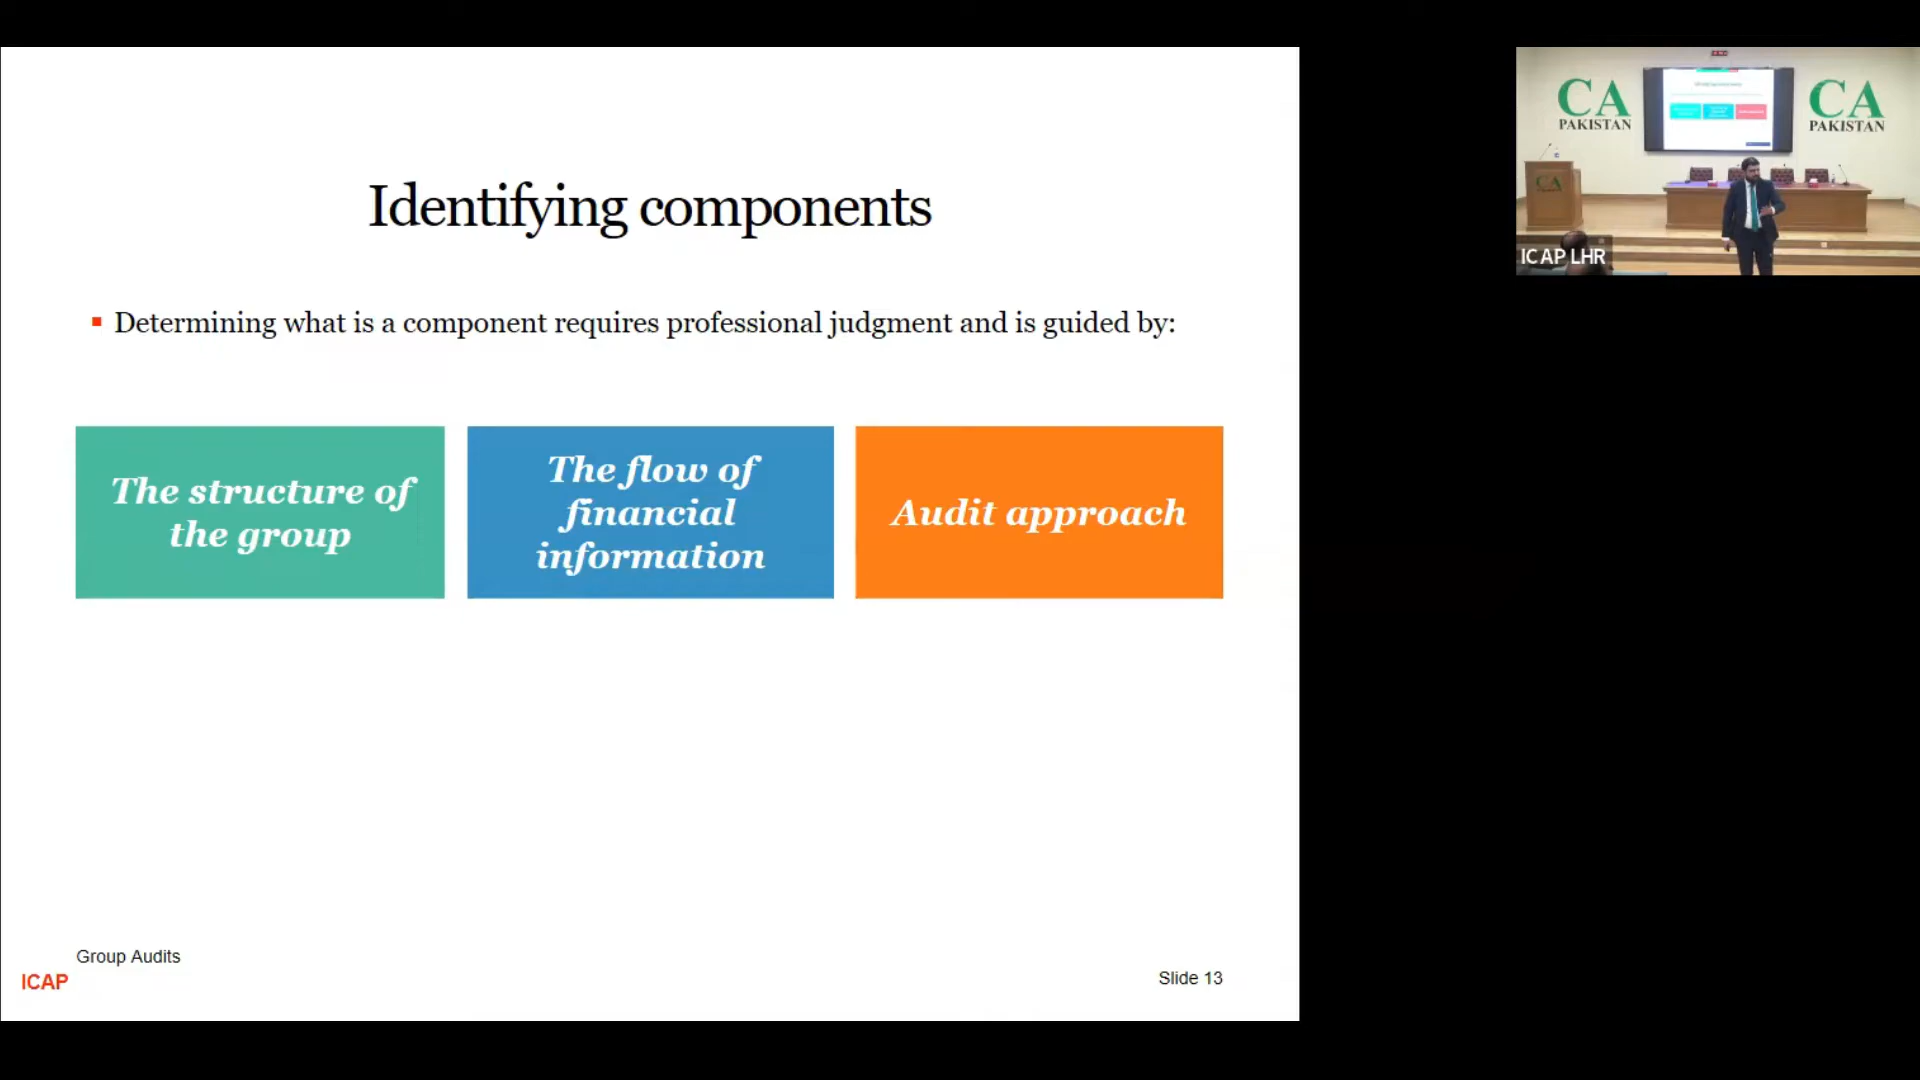 Identifying components
Determining what is a component requires professional judgment and is guided by:
The structure of
the group
The flow of
financial
information
Audit approach
Group Audits
ICAP
Slide 13
CA
PAKISTAN
CA
PAKISTAN
CA
ICAP LHR